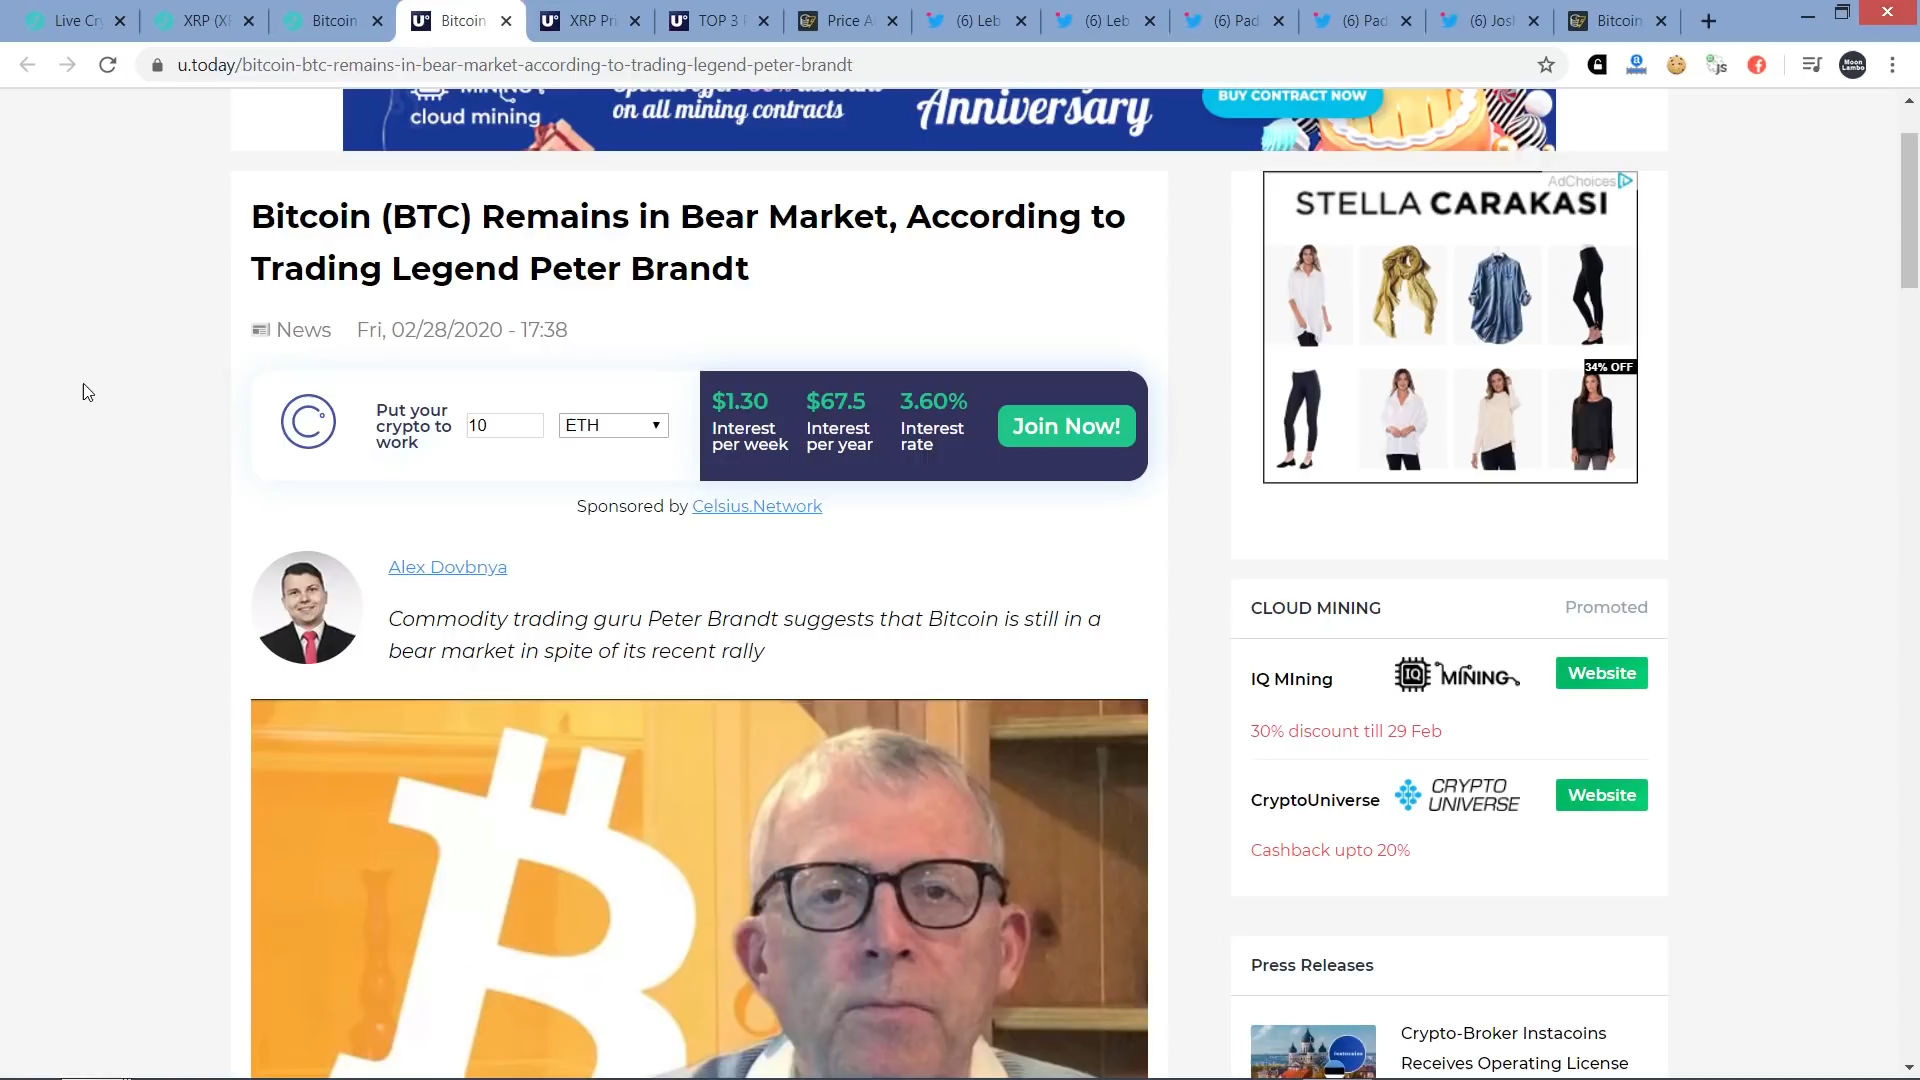 Live C
XRP (X
Bitcoin
Bitcoin
XRP Pri
TOP 3
Price A
(6) Leb
(6) Leb
(6) Pad
(6) Pad
(6) Josl
Bitcoin
u.today/bitcoin-btc-remains-in-bear-market-according-to-trading-legend-peter-brandt
cloud mining
on all mining contracts
Anniversary
BUY CONTRACT NOW
Bitcoin (BTC) Remains in Bear Market, According to
Trading Legend Peter Brandt
News Fri, 02/28/2020 - 17:38
Put your
crypto to
work
10
ETH
$1.30
Interest
per week
$67.5
Interest
per year
3.60%
Interest
rate
Join Now!
Sponsored by Celsius.Network
Alex Dovbnya
Commodity trading guru Peter Brandt suggests that Bitcoin is still in a
bear market in spite of its recent rally
AdChoices
STELLA CARAKASI
34% OFF
CLOUD MINING
Promoted
IQ MIning
IQ MINING
Website
30% discount till 29 Feb
CryptoUniverse
CRYPTO
UNIVERSE
Website
Cashback upto 20%
Press Releases
Crypto-Broker Instacoins
Receives Operating License